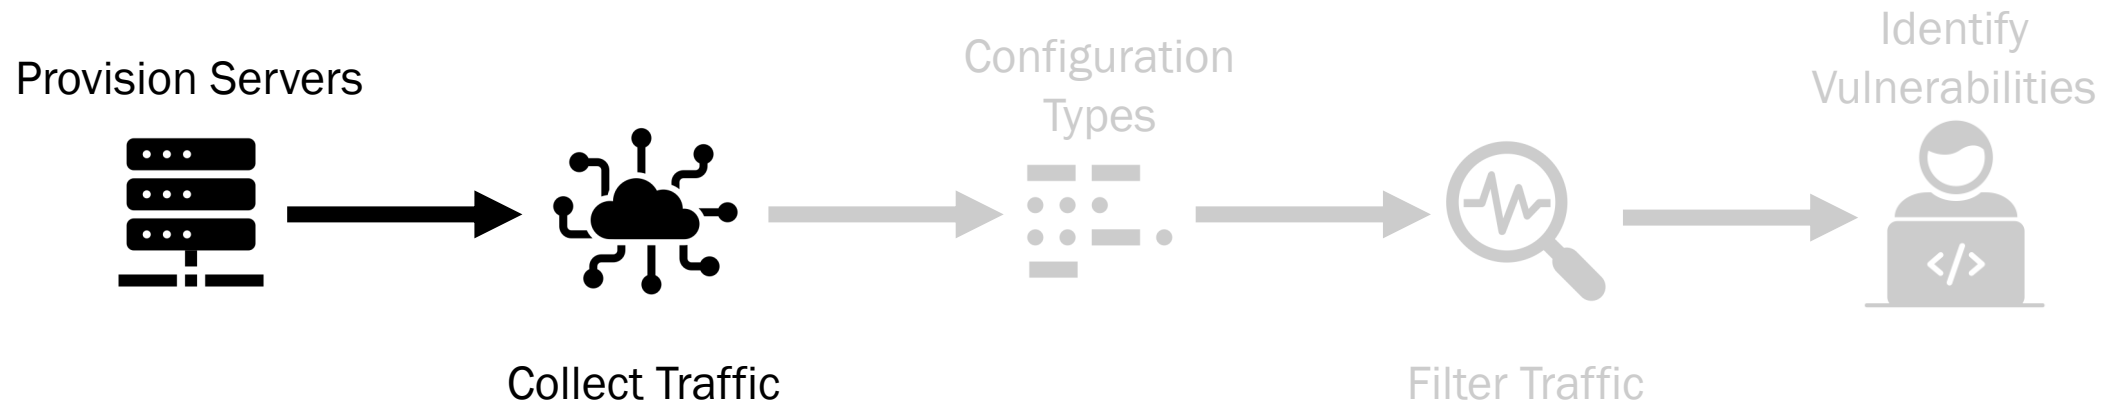 Provision Servers
Collect Traffic
Configuration
Types
Filter Traffic
Identify
Vulnerabilities
</>